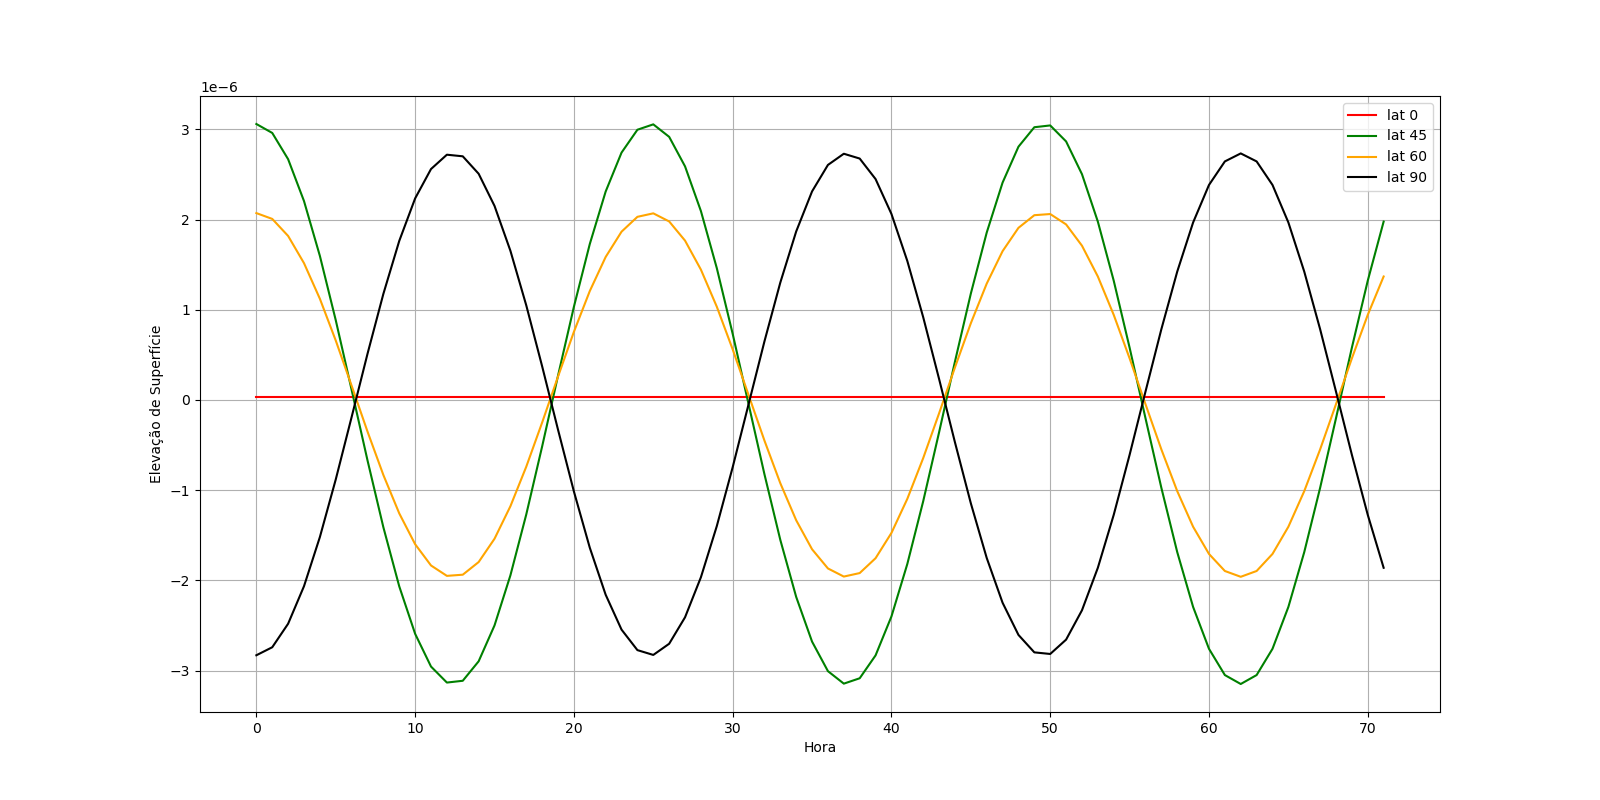 1e−6
3
2
1
0
−1
−2
−3
Elevação de Superfície
0 10 20 30 40 50 60 70
Hora
lat 0
lat 45
lat 60
lat 90